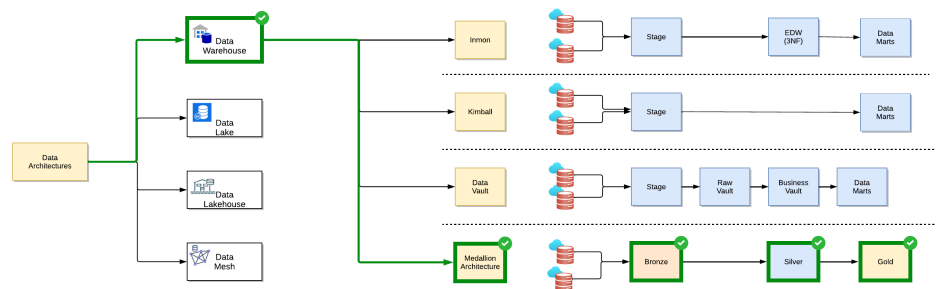 Data
Warehouse
Inmon
Stage
EDW
(3NF)
Data
Marts
Data
Lake
Kimball
Stage
Data
Marts
Data
Architectures
Data
Lakehouse
Data
Vault
Stage
Raw
Vault
Business
Vault
Data
Marts
Data
Mesh
Medallion
Architecture
Bronze
Silver
Gold